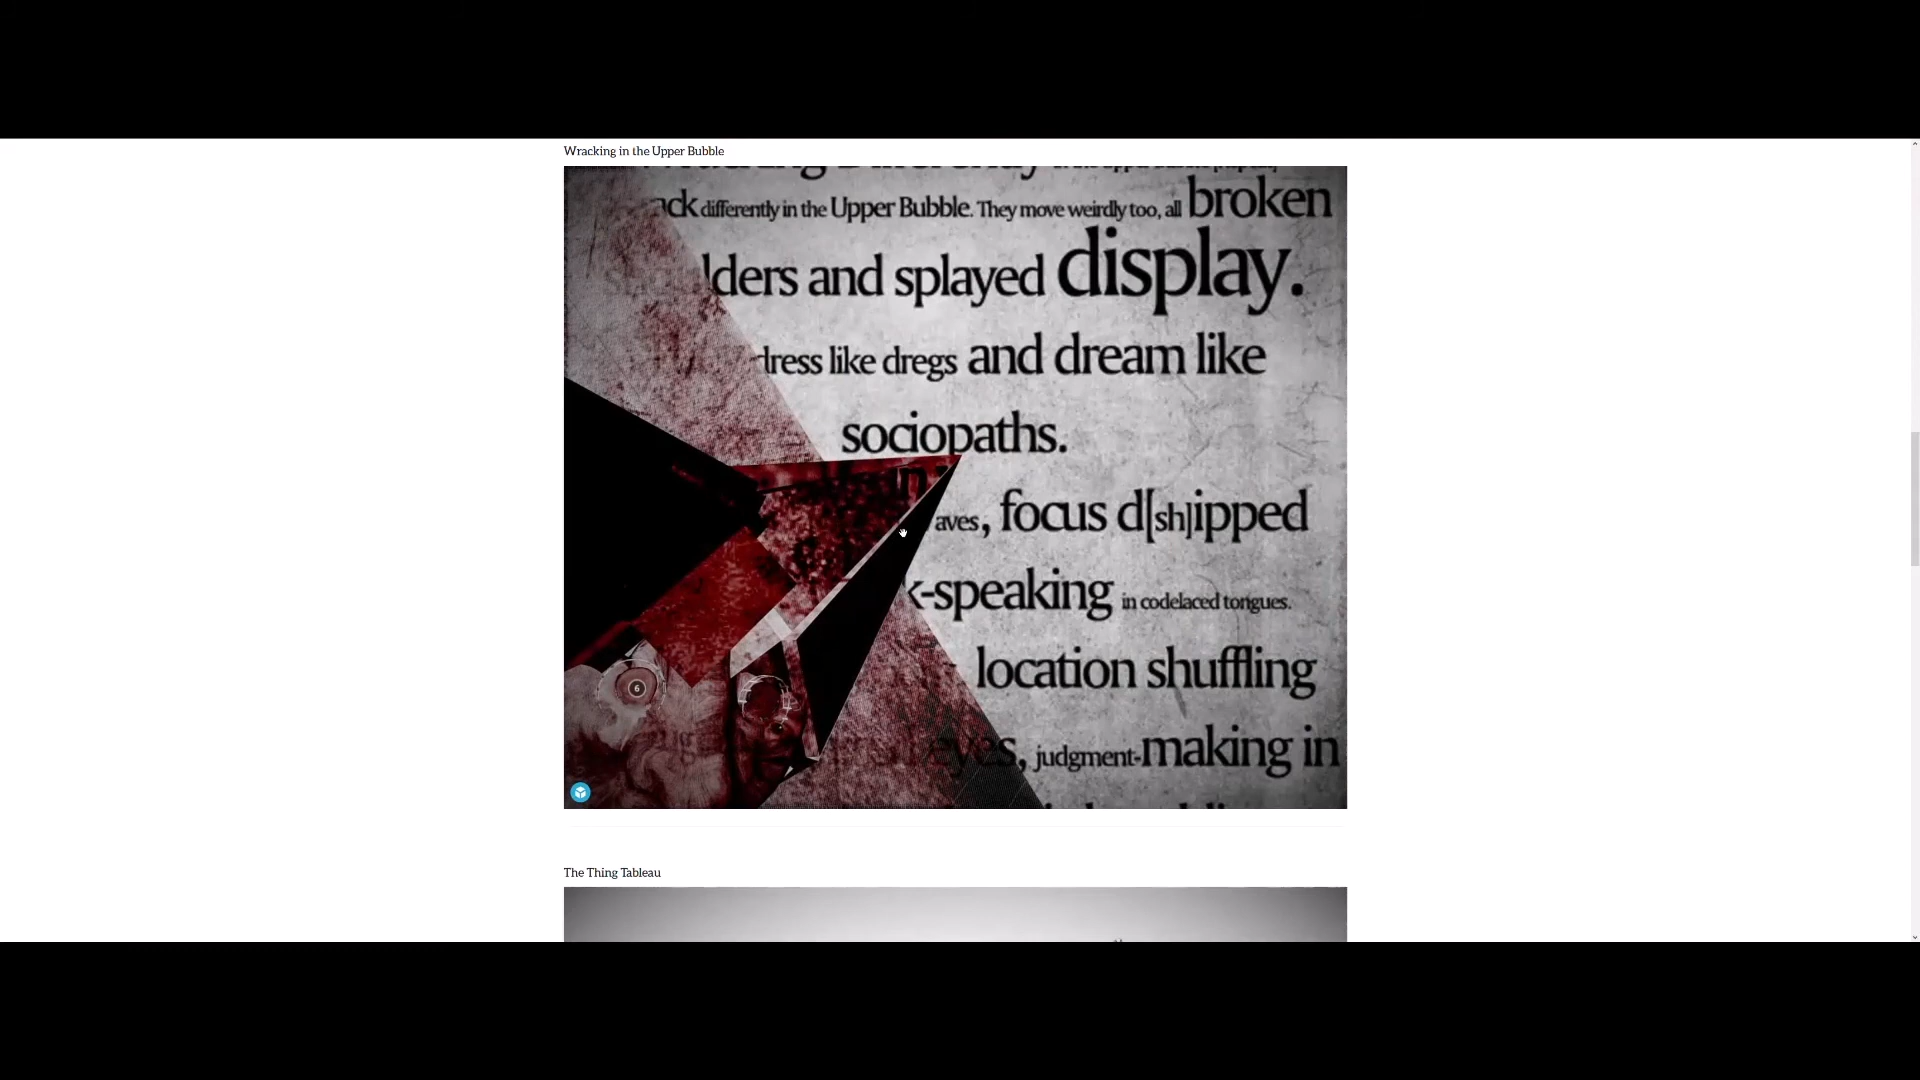 Wracking in the Upper Bubble
differently in the Upper Bubble. They move weirdly too, all broken
lders and splayed display.
ress like dregs and dream like
sociopaths.
aves, focus d[sh]ipped
-speaking in codelaced tongues.
location shuffling
eyes, judgment-making in
6
The Thing Tableau